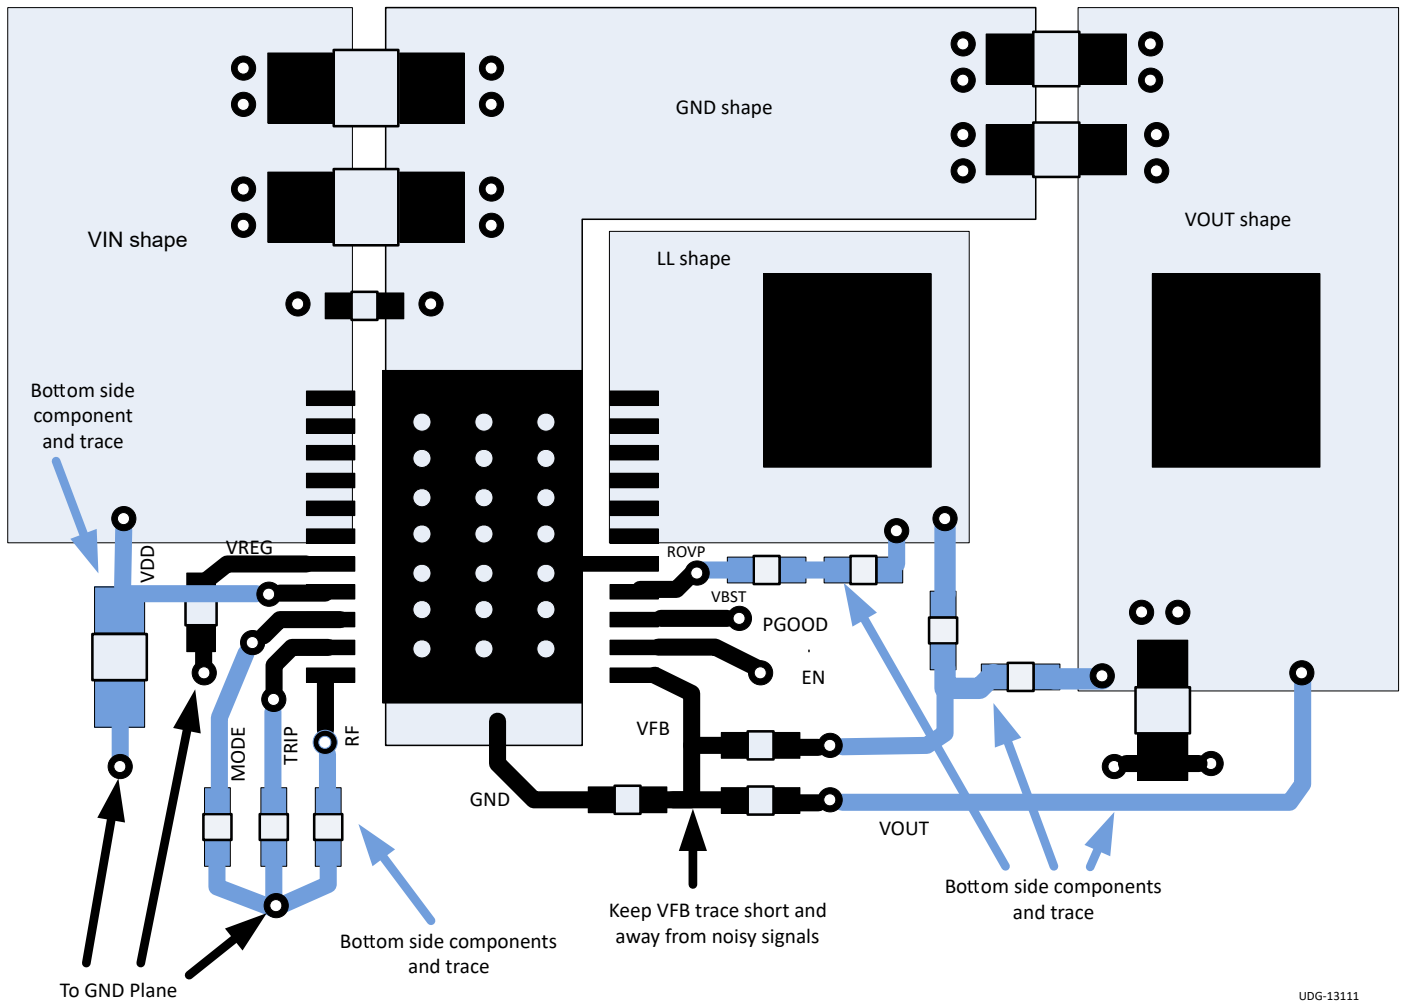 GND shape
VIN shape
VOUT shape
LL shape
Bottom side
component
and trace
VREG
VDD
ROVP
VBST
PGOOD
EN
MODE
TRIP
RF
VFB
GND
VOUT
Bottom side components
and trace
Keep VFB trace short and
away from noisy signals
Bottom side components
and trace
To GND Plane
UDG-13111